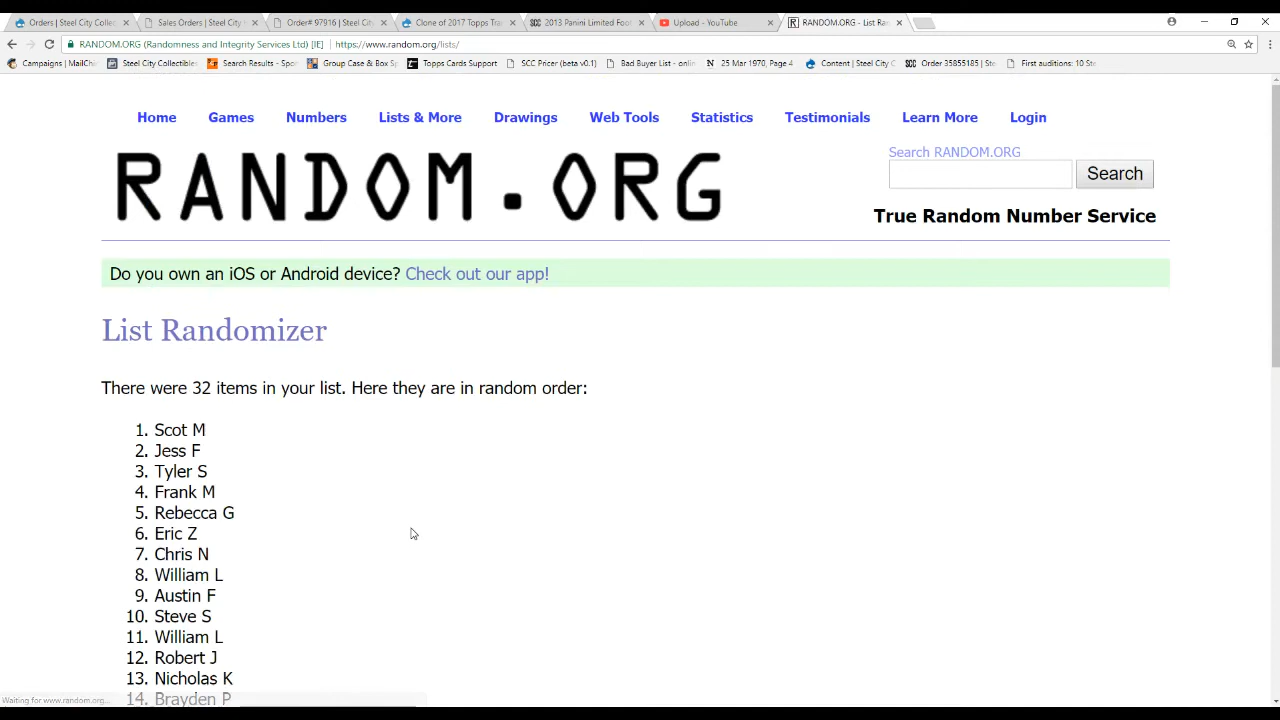 Orders | Steel City Collec
Sales Orders | Steel City
Order# 97916 | Steel Cit
Clone of 2017 Topps Tra
2013 Panini Limited Foot
Upload - YouTube
RANDOM.ORG - List Ra
RANDOM.ORG (Randomness and Integrity Services Ltd) [IE]
https://www.random.org/lists/
Campaigns | MailChi
Steel City Collectibles
Search Results - Spo
Group Case & Box Sp
Topps Cards Support
SCC Pricer (beta v0.1)
Bad Buyer List - onlin
25 Mar 1970, Page 4
Content | Steel City C
Order 35855185 | Ste
First auditions: 10 Ste
Home
Games
Numbers
Lists & More
Drawings
Web Tools
Statistics
Testimonials
Learn More
Login
RANDOM.ORG
Search RANDOM.ORG
Search
True Random Number Service
Do you own an iOS or Android device? Check out our app!
List Randomizer
There were 32 items in your list. Here they are in random order:
1. Scot M
2. Jess F
3. Tyler S
4. Frank M
5. Rebecca G
6. Eric Z
7. Chris N
8. William L
9. Austin F
10. Steve S
11. William L
12. Robert J
13. Nicholas K
14. Brayden P
Waiting for www.random.org...